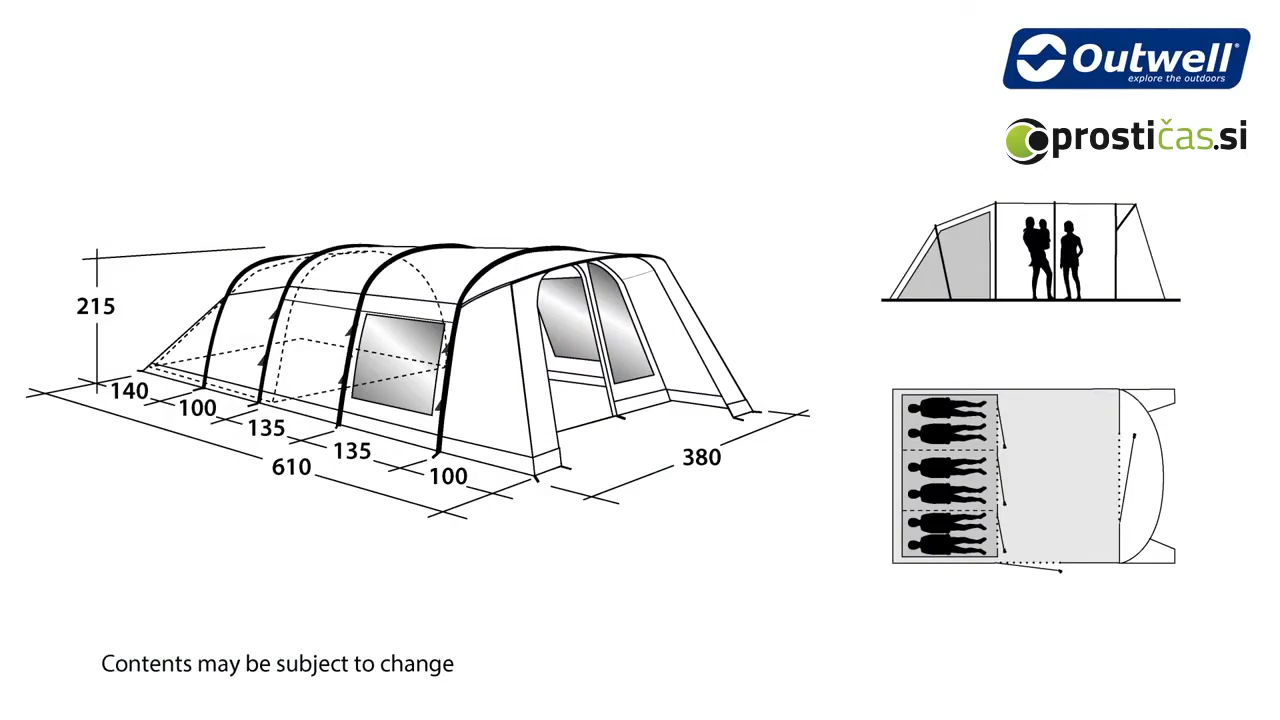 Outwell®
explore the outdoors
prostičas.si
215
140
100
135
135
610
100
380
Contents may be subject to change